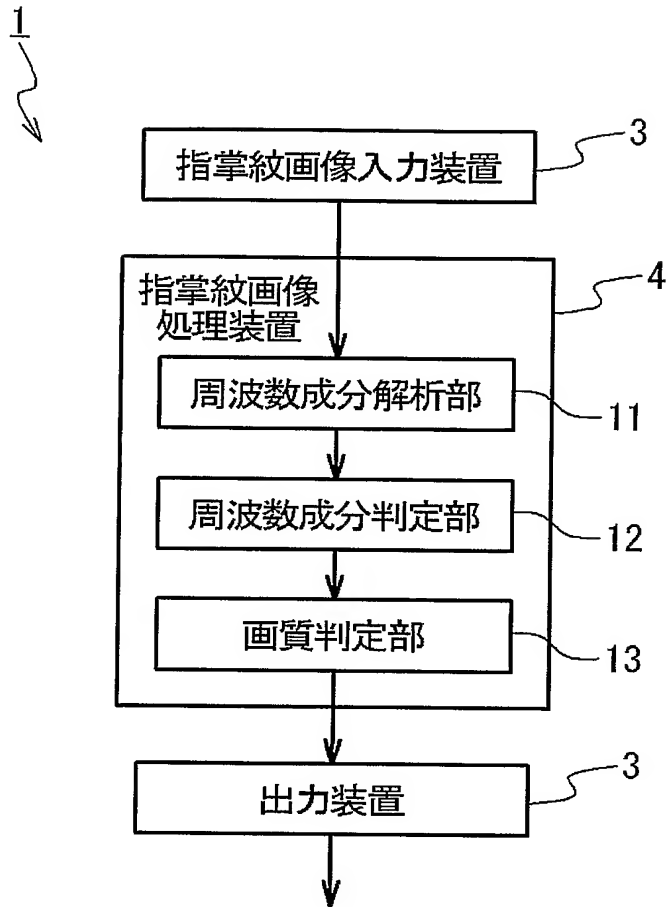 1
指掌紋画像入力装置
3
指掌紋画像
処理装置
4
周波数成分解析部
11
周波数成分判定部
12
画質判定部
13
出力装置
3